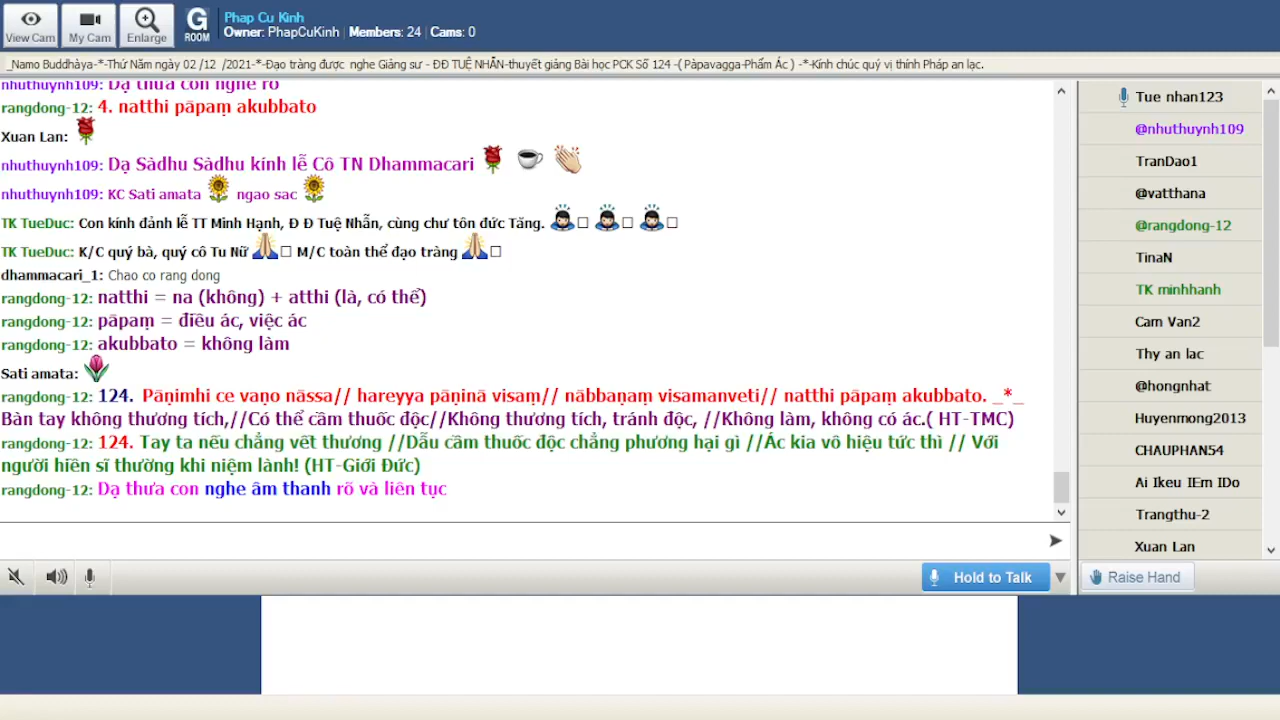 View Cam
My Cam
Enlarge
G
ROOM
Phap Cu Kinh
Owner: PhapCuKinh | Members: 24 | Cams: 0
_Namo Buddhàya-*-Thứ Năm ngày 02 /12  /2021-*-Đạo tràng được  nghe Giảng sư - ĐĐ TUỆ NHẪN-thuyết giảng Bài học PCK Số 124 -( Pàpavagga-Phẩm Ác ) -*-Kính chúc quý vị thính Pháp an lạc.
nhuthuynh109: Dạ thưa con nghe rõ
rangdong-12: 4. natthi pāpaṃ akubbato
Xuan Lan:
nhuthuynh109: Dạ Sàdhu Sàdhu kính lễ Cô TN Dhammacari
nhuthuynh109: KC Sati amata ngao sac
TK TueDuc: Con kính đảnh lễ TT Minh Hạnh, Đ Đ Tuệ Nhẫn, cùng chư tôn đức Tăng.
TK TueDuc: K/C quý bà, quý cô Tu Nữ M/C toàn thể đạo tràng
dhammacari_1: Chao co rang dong
rangdong-12: natthi = na (không) + atthi (là, có thể)
rangdong-12: pāpaṃ = điều ác, việc ác
rangdong-12: akubbato = không làm
Sati amata:
rangdong-12: 124. Pāṇimhi ce vaṇo nāssa// hareyya pāṇinā visaṃ// nābbaṇaṃ visamanveti// natthi pāpaṃ akubbato. _*_
Bàn tay không thương tích,//Có thể cầm thuốc độc//Không thương tích, tránh độc, //Không làm, không có ác.( HT-TMC)
rangdong-12: 124. Tay ta nếu chẳng vết thương //Dẫu cầm thuốc độc chẳng phương hại gì //Ác kia vô hiệu tức thì // Với
người hiền sĩ thường khi niệm lành! (HT-Giới Đức)
rangdong-12: Dạ thưa con nghe âm thanh rõ và liên tục
Hold to Talk
Tue nhan123
@nhuthuynh109
TranDao1
@vatthana
@rangdong-12
TinaN
TK minhhanh
Cam Van2
Thy an lac
@hongnhat
Huyenmong2013
CHAUPHAN54
Ai Ikeu IEm IDo
Trangthu-2
Xuan Lan
Raise Hand